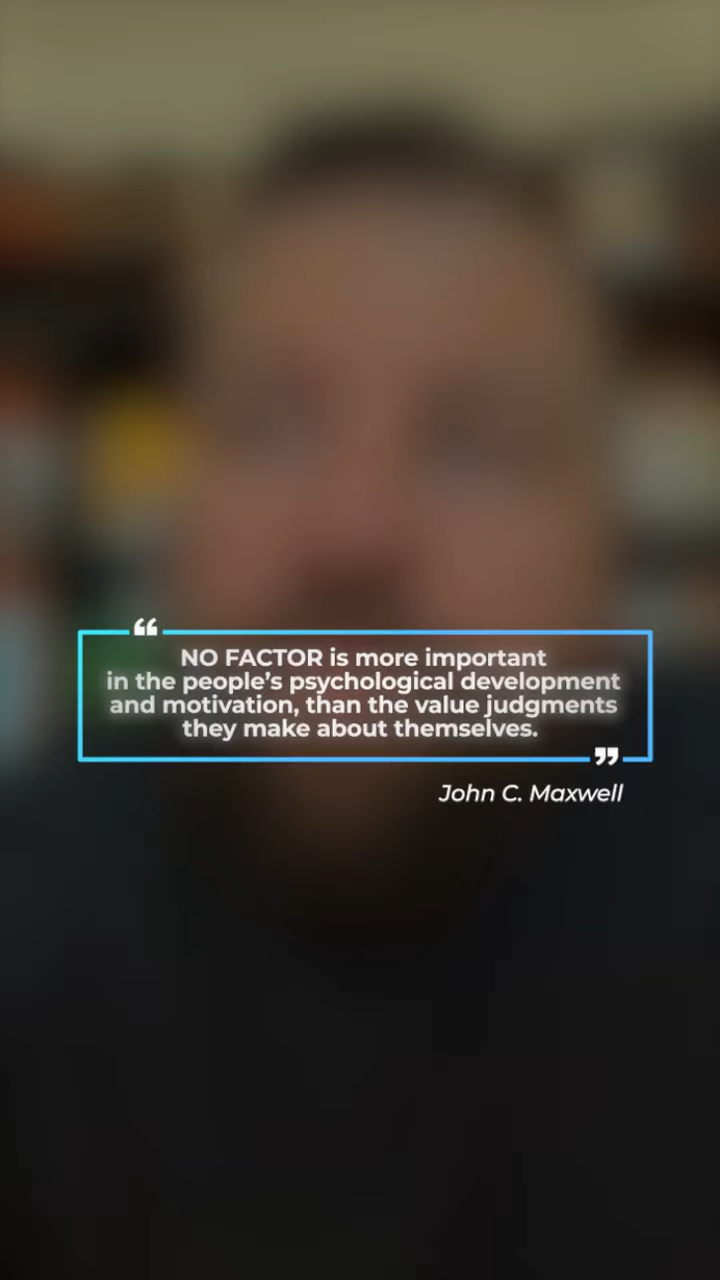 “
NO FACTOR is more important
in the people’s psychological development
and motivation, than the value judgments
they make about themselves.
”
John C. Maxwell